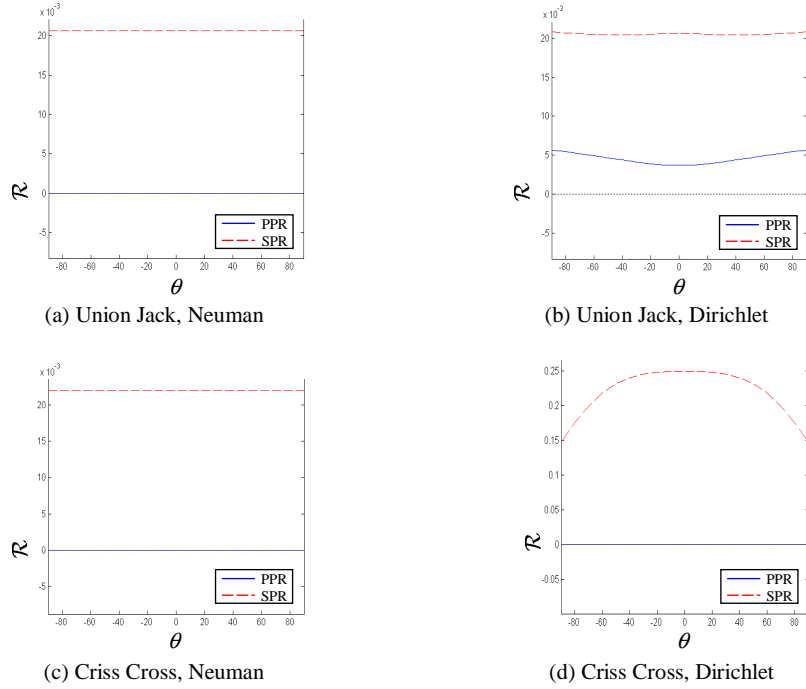 x 10⁻³
20
15
10
5
0
-5
-80 -60 -40 -20 0 20 40 60 80
ℛ
θ
PPR
SPR
(a) Union Jack, Neuman
x 10⁻³
20
15
10
5
0
-5
-80 -60 -40 -20 0 20 40 60 80
ℛ
θ
PPR
SPR
(b) Union Jack, Dirichlet
x 10⁻³
20
15
10
5
0
-5
-80 -60 -40 -20 0 20 40 60 80
ℛ
θ
PPR
SPR
(c) Criss Cross, Neuman
0.25
0.2
0.15
0.1
0.05
0
-0.05
-80 -60 -40 -20 0 20 40 60 80
ℛ
θ
PPR
SPR
(d) Criss Cross, Dirichlet